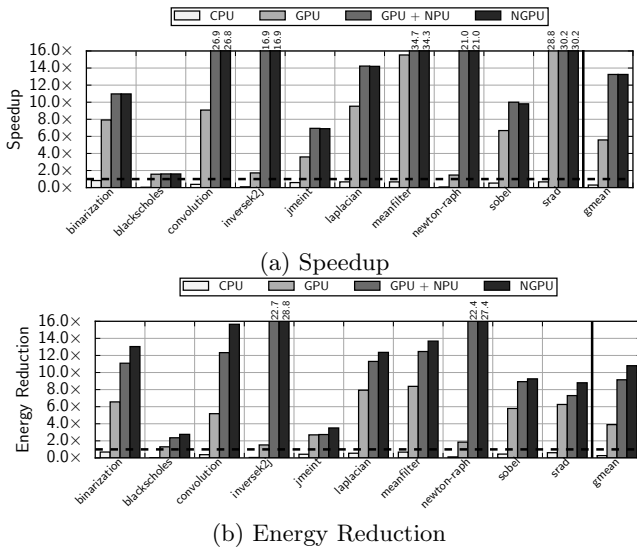 CPU GPU GPU + NPU NGPU
26.9 26.8 16.9 16.9 34.7 34.3 21.0 21.0 28.8 30.2 30.2
16.0×
14.0×
12.0×
10.0×
8.0×
6.0×
4.0×
2.0×
0.0×
Speedup
binarization blackscholes convolution inversek2j jmeint laplacian meanfilter newton-raph sobel srad gmean
(a) Speedup
CPU GPU GPU + NPU NGPU
22.7 28.8 22.4 27.4
16.0×
14.0×
12.0×
10.0×
8.0×
6.0×
4.0×
2.0×
0.0×
Energy Reduction
binarization blackscholes convolution inversek2j jmeint laplacian meanfilter newton-raph sobel srad gmean
(b) Energy Reduction